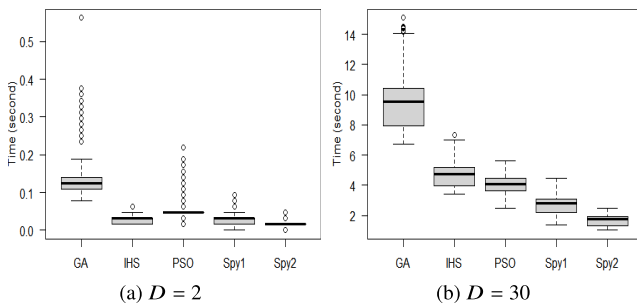 Time (second)
0.0 0.1 0.2 0.3 0.4 0.5
GA IHS PSO Spy1 Spy2
(a) D = 2
Time (second)
2 4 6 8 10 12 14
GA IHS PSO Spy1 Spy2
(b) D = 30